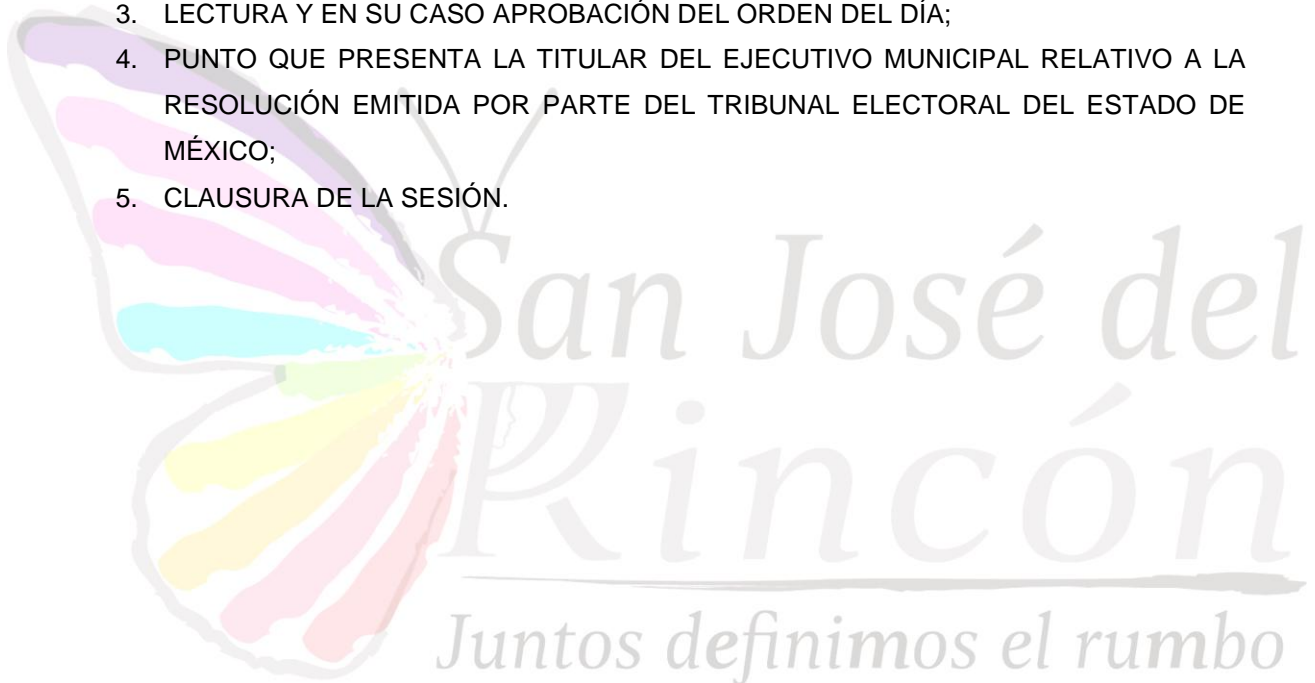 3. LECTURA Y EN SU CASO APROBACIÓN DEL ORDEN DEL DÍA;
4. PUNTO QUE PRESENTA LA TITULAR DEL EJECUTIVO MUNICIPAL RELATIVO A LA
RESOLUCIÓN EMITIDA POR PARTE DEL TRIBUNAL ELECTORAL DEL ESTADO DE
MÉXICO;
5. CLAUSURA DE LA SESIÓN.
San José del
Rincón
Juntos definimos el rumbo